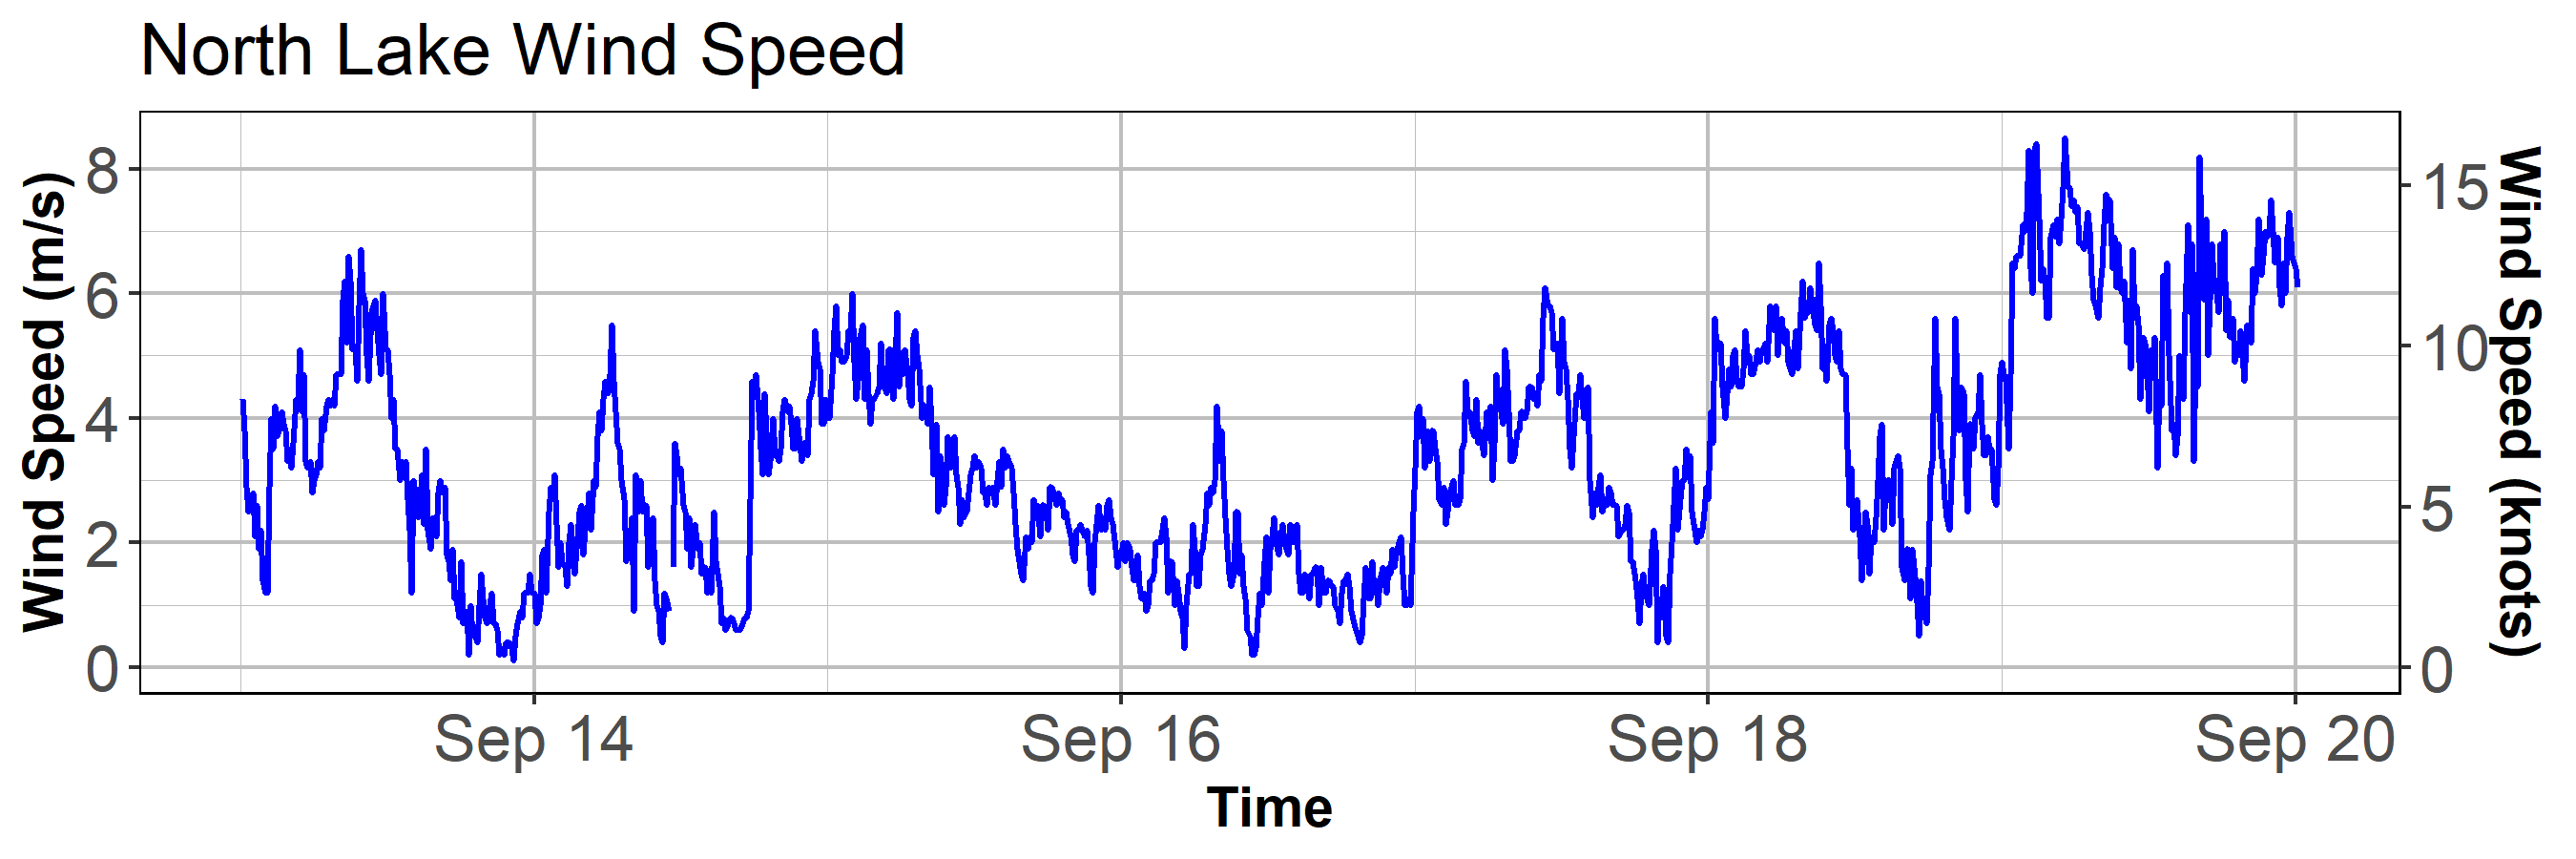 North Lake Wind Speed
Wind Speed (m/s)
8
6
4
2
0
15
10
5
0
Wind Speed (knots)
Sep 14 Sep 16 Sep 18 Sep 20
Time